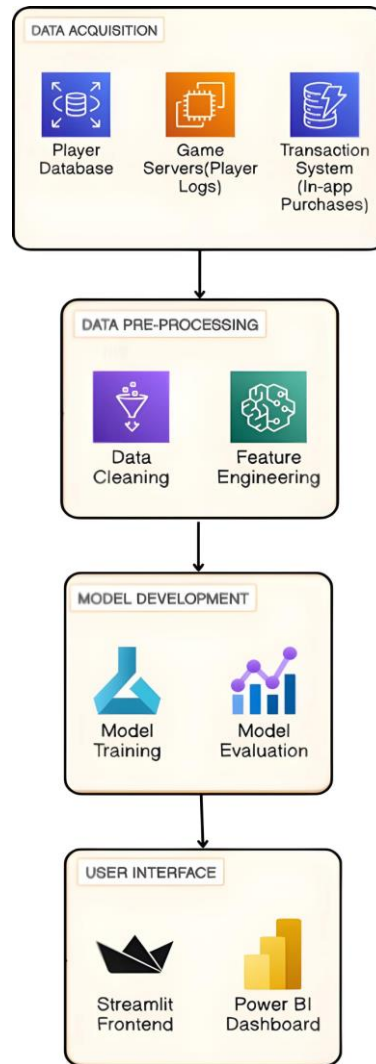 DATA ACQUISITION
Player
Database
Game
Servers(Player
Logs)
Transaction
System
(In-app
Purchases)
DATA PRE-PROCESSING
Data
Cleaning
Feature
Engineering
MODEL DEVELOPMENT
Model
Training
Model
Evaluation
USER INTERFACE
Streamlit
Frontend
Power BI
Dashboard